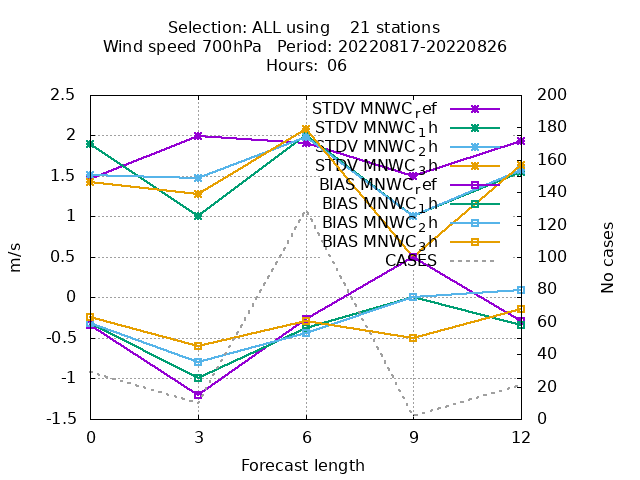 Selection: ALL using 21 stations
Wind speed 700hPa Period: 20220817-20220826
Hours: 06
STDV MNWC_ref
STDV MNWC_1h
STDV MNWC_2h
STDV MNWC_3h
BIAS MNWC_ref
BIAS MNWC_1h
BIAS MNWC_2h
BIAS MNWC_3h
CASES
m/s
2.5
2
1.5
1
0.5
0
-0.5
-1
-1.5
No cases
200
180
160
140
120
100
80
60
40
20
0
0 3 6 9 12
Forecast length